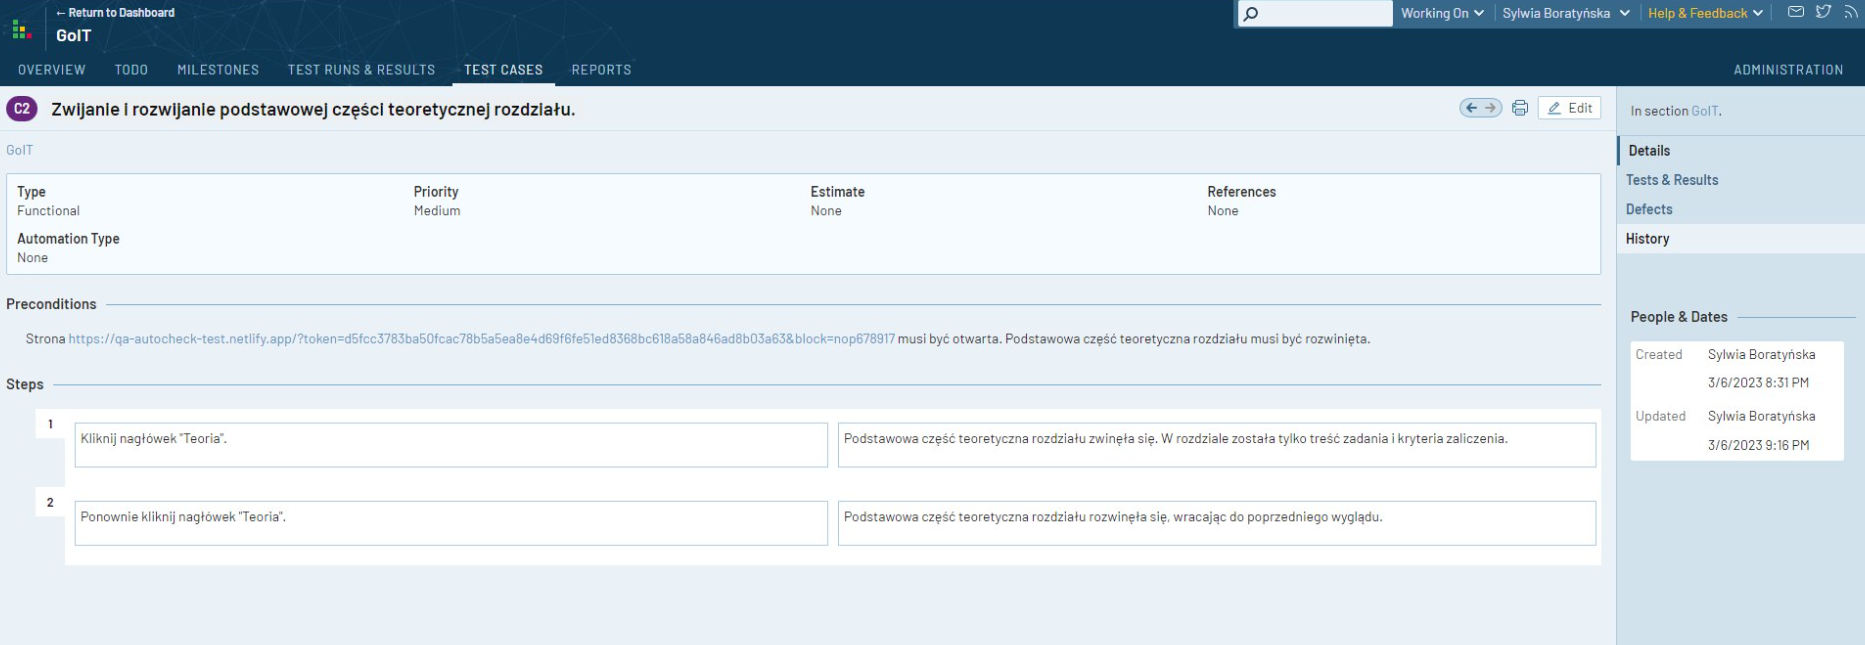 ← Return to Dashboard
GoIT
Working On
Sylwia Boratyńska
Help & Feedback
OVERVIEW TODO MILESTONES TEST RUNS & RESULTS TEST CASES REPORTS ADMINISTRATION
C2 Zwijanie i rozwijanie podstawowej części teoretycznej rozdziału.
Edit
GoIT
Type Priority Estimate References
Functional Medium None None
Automation Type
None
Preconditions
Strona https://qa-autocheck-test.netlify.app/?token=d5fcc3783ba50fcac78b5a5ea8e4d69f6fe51ed8368bc618a58a846ad8b03a63&block=nop678917 musi być otwarta. Podstawowa część teoretyczna rozdziału musi być rozwinięta.
Steps
1
Kliknij nagłówek "Teoria".
Podstawowa część teoretyczna rozdziału zwinęła się. W rozdziale została tylko treść zadania i kryteria zaliczenia.
2
Ponownie kliknij nagłówek "Teoria".
Podstawowa część teoretyczna rozdziału rozwinęła się, wracając do poprzedniego wyglądu.
In section GoIT.
Details
Tests & Results
Defects
History
People & Dates
Created Sylwia Boratyńska
3/6/2023 8:31 PM
Updated Sylwia Boratyńska
3/6/2023 9:16 PM